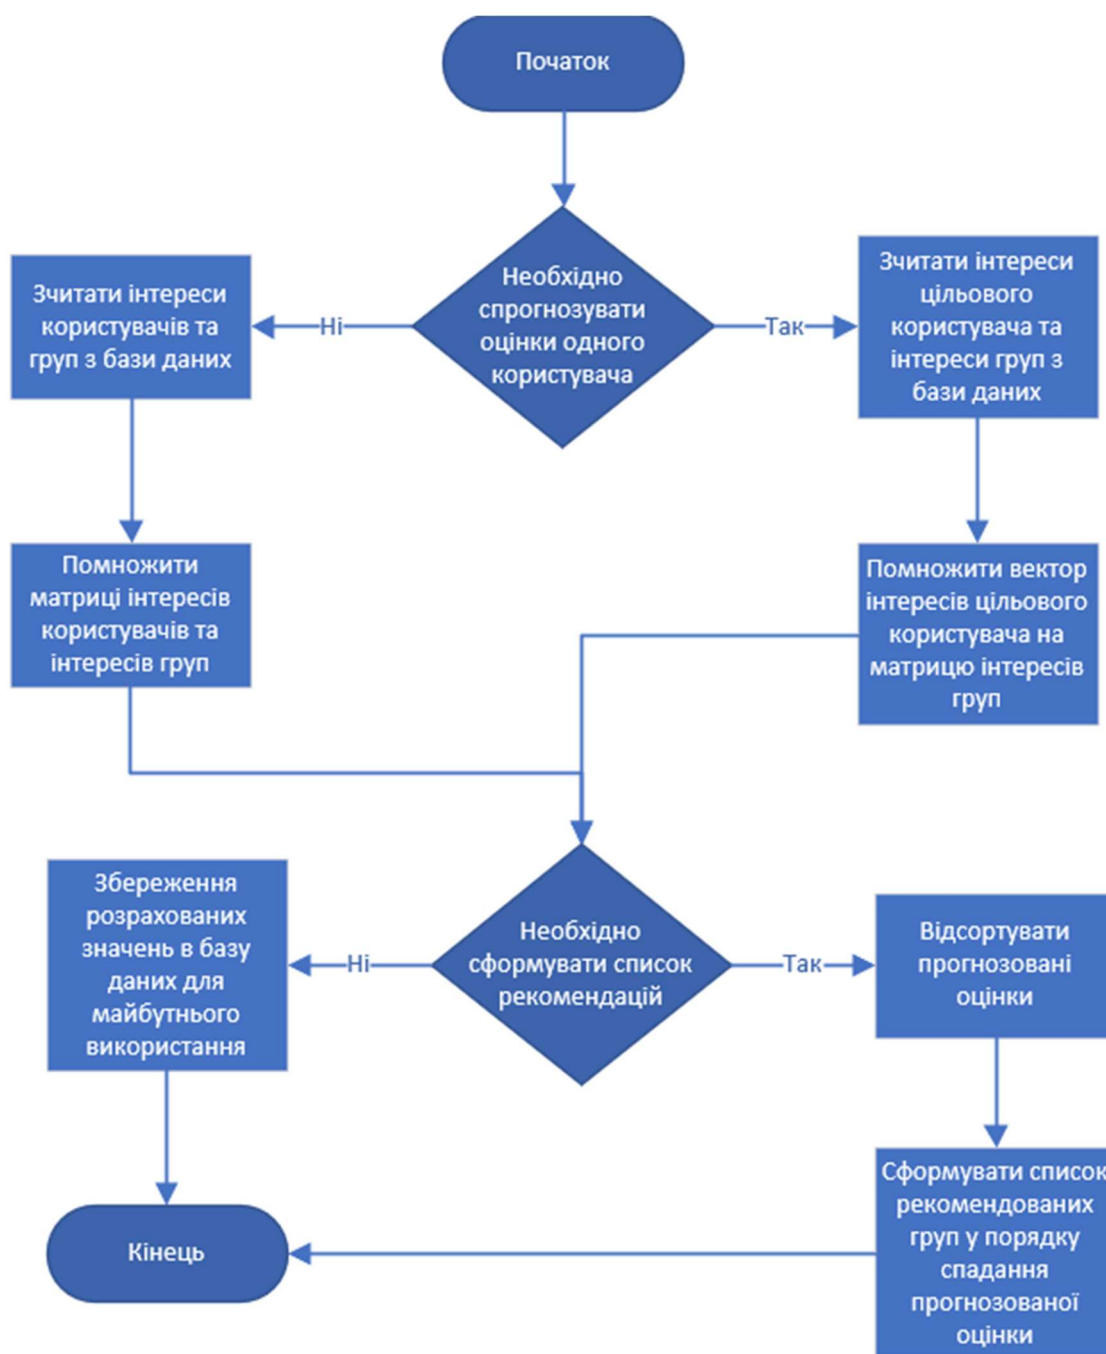 Початок
Необхідно
спрогнозувати
оцінки одного
користувача
Ні
Так
Зчитати інтереси
користувачів та
груп з бази даних
Зчитати інтереси
цільового
користувача та
інтереси груп з
бази даних
Помножити
матриці інтересів
користувачів та
інтересів груп
Помножити вектор
інтересів цільового
користувача на
матрицю інтересів
груп
Необхідно
сформувати список
рекомендацій
Ні
Так
Збереження
розрахованих
значень в базу
даних для
майбутнього
використання
Відсортувати
прогнозовані
оцінки
Сформувати список
рекомендованих
груп у порядку
спадання
прогнозованої
оцінки
Кінець